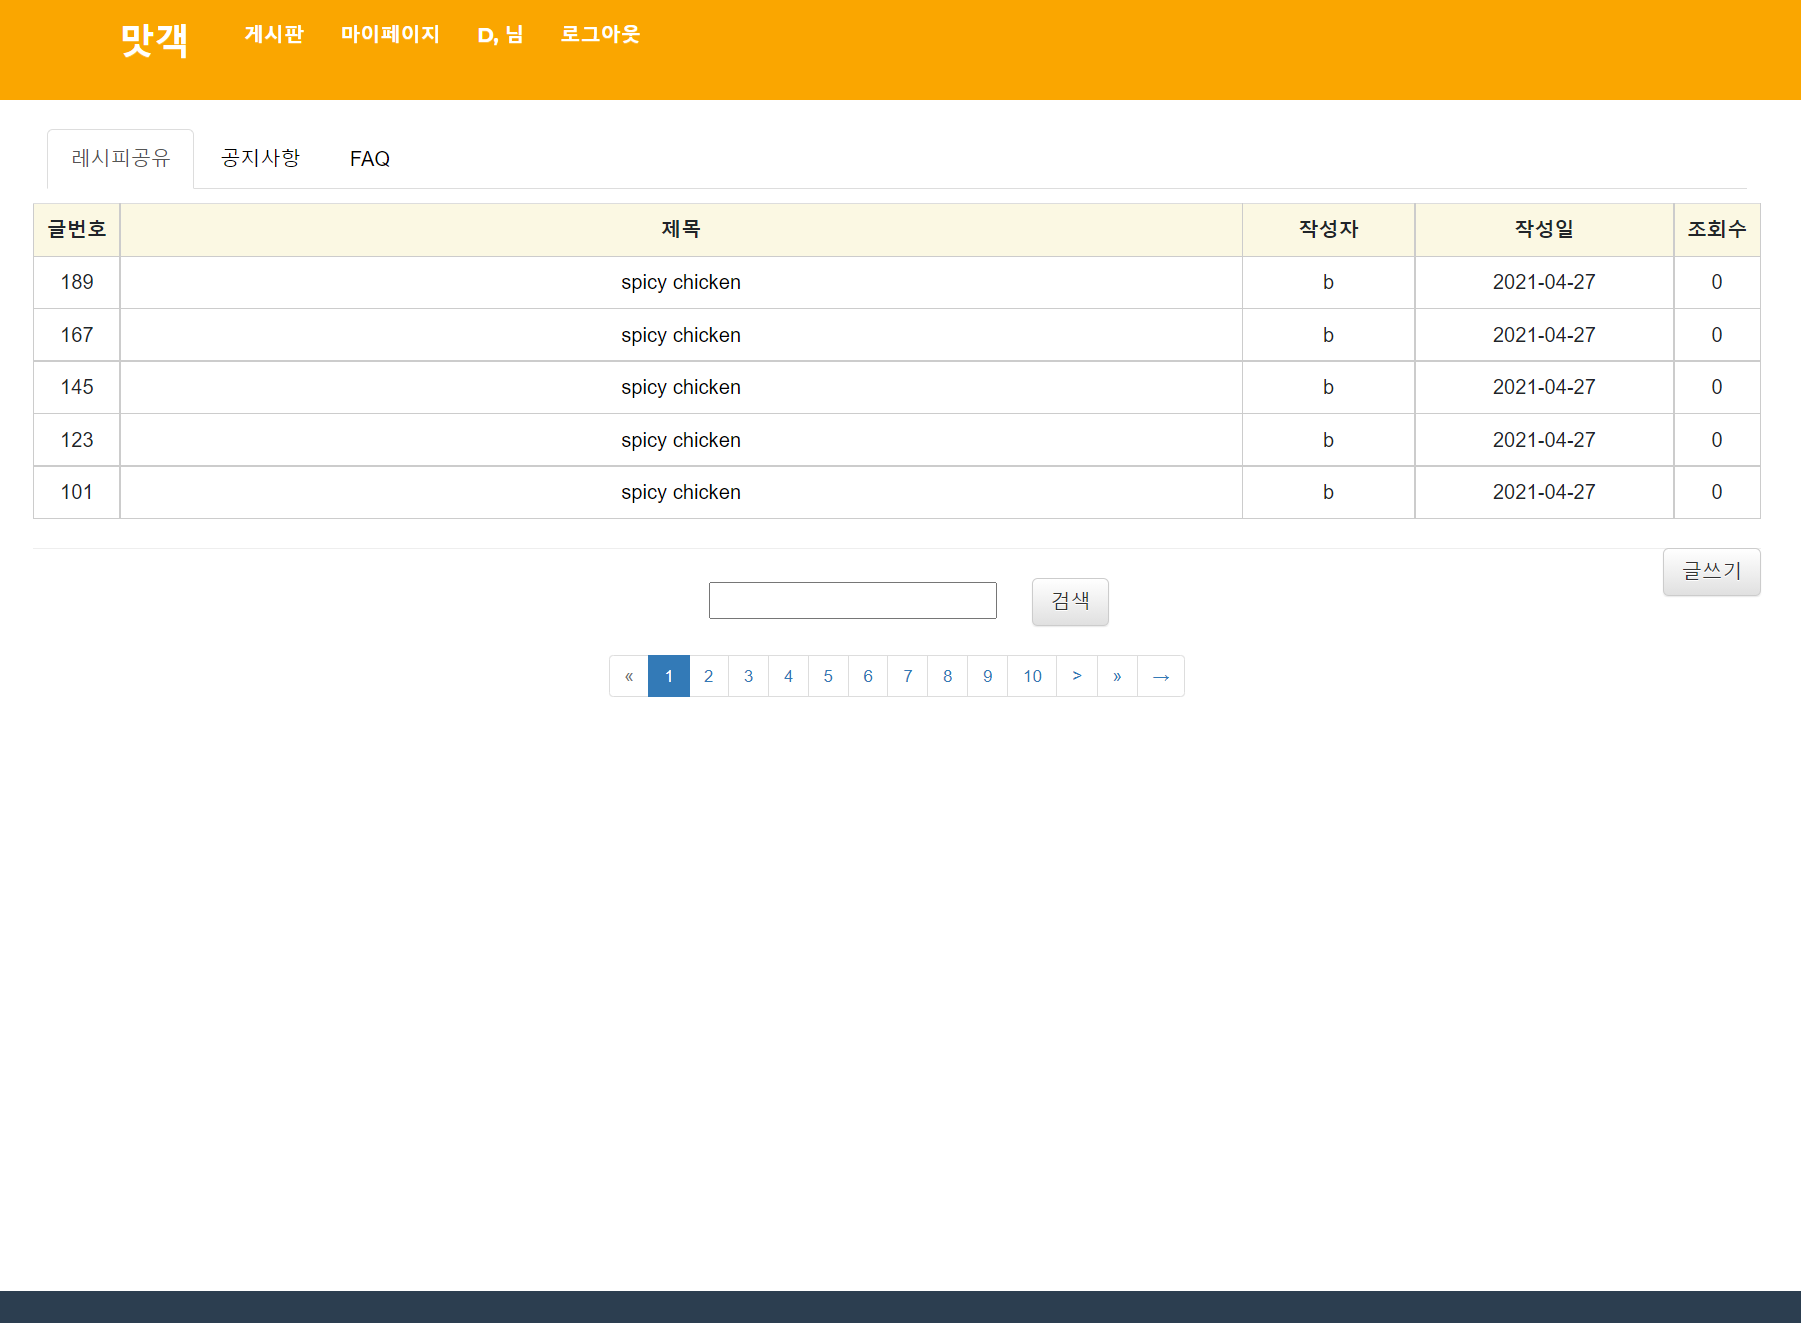 맛객 게시판 마이페이지 D, 님 로그아웃
레시피공유 공지사항 FAQ
글번호 제목 작성자 작성일 조회수
189 spicy chicken b 2021-04-27 0
167 spicy chicken b 2021-04-27 0
145 spicy chicken b 2021-04-27 0
123 spicy chicken b 2021-04-27 0
101 spicy chicken b 2021-04-27 0
글쓰기
검색
« 1 2 3 4 5 6 7 8 9 10 > » →